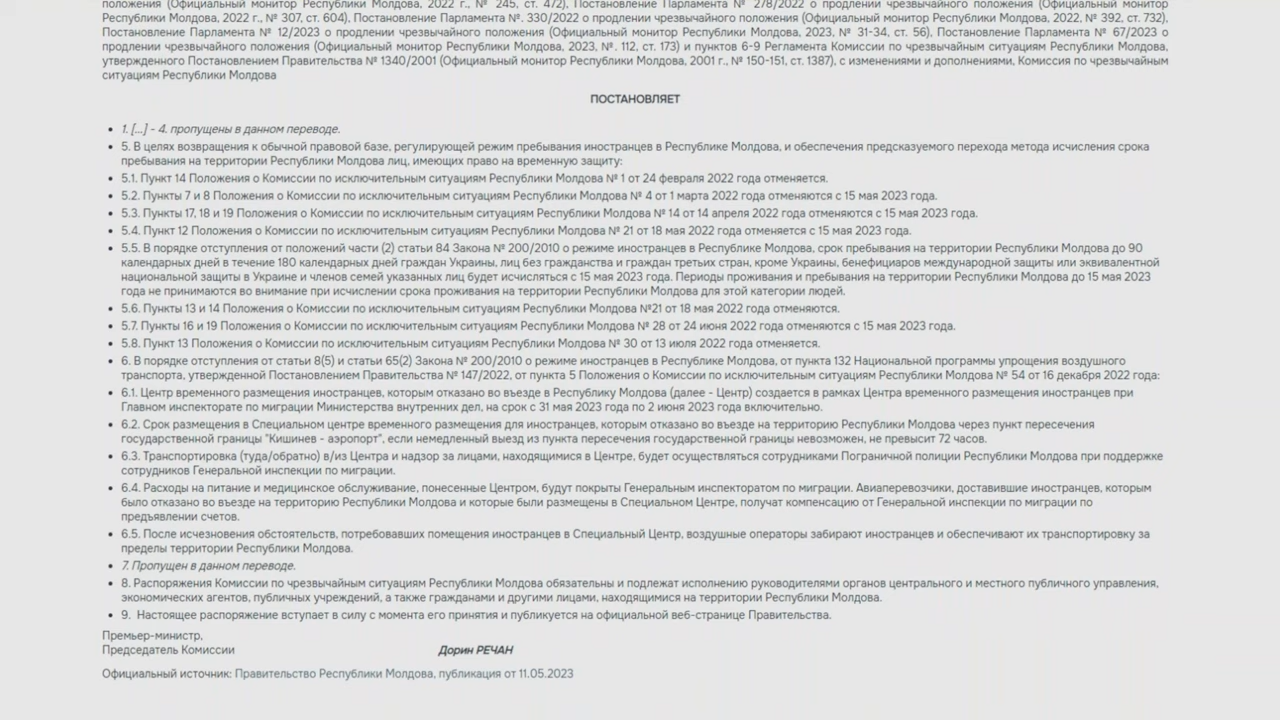 положения (Официальный монитор Республики Молдова, 2022 г., № 245, ст. 472), Постановление Парламента № 278/2022 о продлении чрезвычайного положения (Официальный монитор
Республики Молдова, 2022 г., № 307, ст. 604), Постановление Парламента №. 330/2022 о продлении чрезвычайного положения (Официальный монитор Республики Молдова, 2022, № 392, ст. 732),
Постановление Парламента № 12/2023 о продлении чрезвычайного положения (Официальный монитор Республики Молдова, 2023, № 31-34, ст. 56), Постановление Парламента № 67/2023 о
продлении чрезвычайного положения (Официальный монитор Республики Молдова, 2023, №. 112, ст. 173) и пунктов 6-9 Регламента Комиссии по чрезвычайным ситуациям Республики Молдова,
утвержденного Постановлением Правительства № 1340/2001 (Официальный монитор Республики Молдова, 2001 г., № 150-151, ст. 1387), с изменениями и дополнениями, Комиссия по чрезвычайным
ситуациям Республики Молдова
ПОСТАНОВЛЯЕТ
• 1. [...] - 4. пропущены в данном переводе.
• 5. В целях возвращения к обычной правовой базе, регулирующей режим пребывания иностранцев в Республике Молдова, и обеспечения предсказуемого перехода метода исчисления срока
пребывания на территории Республики Молдова лиц, имеющих право на временную защиту:
• 5.1. Пункт 14 Положения о Комиссии по исключительным ситуациям Республики Молдова № 1 от 24 февраля 2022 года отменяется.
• 5.2. Пункты 7 и 8 Положения о Комиссии по исключительным ситуациям Республики Молдова № 4 от 1 марта 2022 года отменяются с 15 мая 2023 года.
• 5.3. Пункты 17, 18 и 19 Положения о Комиссии по исключительным ситуациям Республики Молдова № 14 от 14 апреля 2022 года отменяются с 15 мая 2023 года.
• 5.4. Пункт 12 Положения о Комиссии по исключительным ситуациям Республики Молдова № 21 от 18 мая 2022 года отменяется с 15 мая 2023 года.
• 5.5. В порядке отступления от положений части (2) статьи 84 Закона № 200/2010 о режиме иностранцев в Республике Молдова, срок пребывания на территории Республики Молдова до 90
календарных дней в течение 180 календарных дней граждан Украины, лиц без гражданства и граждан третьих стран, кроме Украины, бенефициаров международной защиты или эквивалентной
национальной защиты в Украине и членов семей указанных лиц будет исчисляться с 15 мая 2023 года. Периоды проживания и пребывания на территории Республики Молдова до 15 мая 2023
года не принимаются во внимание при исчислении срока проживания на территории Республики Молдова для этой категории людей.
• 5.6. Пункты 13 и 14 Положения о Комиссии по исключительным ситуациям Республики Молдова №21 от 18 мая 2022 года отменяются.
• 5.7. Пункты 16 и 19 Положения о Комиссии по исключительным ситуациям Республики Молдова № 28 от 24 июня 2022 года отменяются с 15 мая 2023 года.
• 5.8. Пункт 13 Положения о Комиссии по исключительным ситуациям Республики Молдова № 30 от 13 июля 2022 года отменяется.
• 6. В порядке отступления от статьи 8(5) и статьи 65(2) Закона № 200/2010 о режиме иностранцев в Республике Молдова, от пункта 132 Национальной программы упрощения воздушного
транспорта, утвержденной Постановлением Правительства № 147/2022, от пункта 5 Положения о Комиссии по исключительным ситуациям Республики Молдова № 54 от 16 декабря 2022 года:
• 6.1. Центр временного размещения иностранцев, которым отказано во въезде в Республику Молдова (далее - Центр) создается в рамках Центра временного размещения иностранцев при
Главном инспекторате по миграции Министерства внутренних дел, на срок с 31 мая 2023 года по 2 июня 2023 года включительно.
• 6.2. Срок размещения в Специальном центре временного размещения для иностранцев, которым отказано во въезде на территорию Республики Молдова через пункт пересечения
государственной границы "Кишинев - аэропорт", если немедленный выезд из пункта пересечения государственной границы невозможен, не превысит 72 часов.
• 6.3. Транспортировка (туда/обратно) в/из Центра и надзор за лицами, находящимися в Центре, будет осуществляться сотрудниками Пограничной полиции Республики Молдова при поддержке
сотрудников Генеральной инспекции по миграции.
• 6.4. Расходы на питание и медицинское обслуживание, понесенные Центром, будут покрыты Генеральным инспекторатом по миграции. Авиаперевозчики, доставившие иностранцев, которым
было отказано во въезде на территорию Республики Молдова и которые были размещены в Специальном Центре, получат компенсацию от Генеральной инспекции по миграции по
предъявлении счетов.
• 6.5. После исчезновения обстоятельств, потребовавших помещения иностранцев в Специальный Центр, воздушные операторы забирают иностранцев и обеспечивают их транспортировку за
пределы территории Республики Молдова.
• 7. Пропущен в данном переводе.
• 8. Распоряжения Комиссии по чрезвычайным ситуациям Республики Молдова обязательны и подлежат исполнению руководителями органов центрального и местного публичного управления,
экономических агентов, публичных учреждений, а также гражданами и другими лицами, находящимися на территории Республики Молдова.
• 9. Настоящее распоряжение вступает в силу с момента его принятия и публикуется на официальной веб-странице Правительства.
Премьер-министр,
Председатель Комиссии Дорин РЕЧАН
Официальный источник: Правительство Республики Молдова, публикация от 11.05.2023